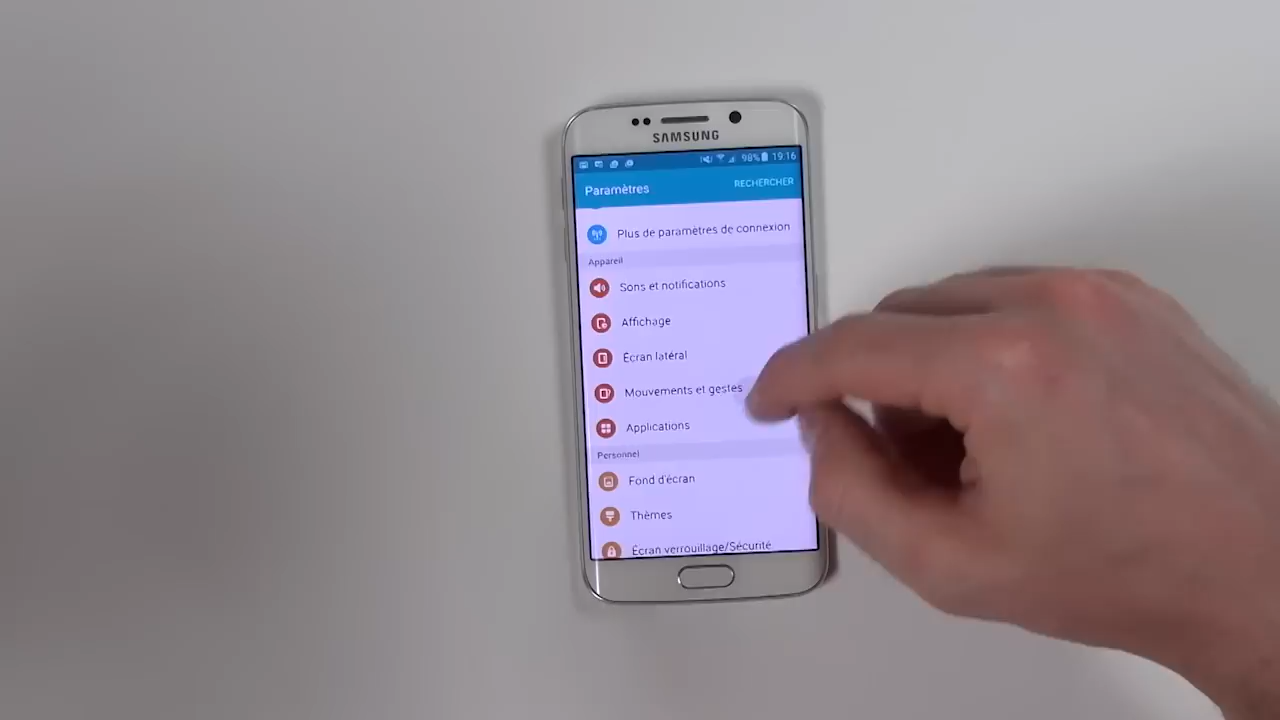 SAMSUNG
98% 19:16
Paramètres RECHERCHER
Plus de paramètres de connexion
Appareil
Sons et notifications
Affichage
Écran latéral
Mouvements et gestes
Applications
Personnel
Fond d'écran
Thèmes
Écran verrouillage/Sécurité